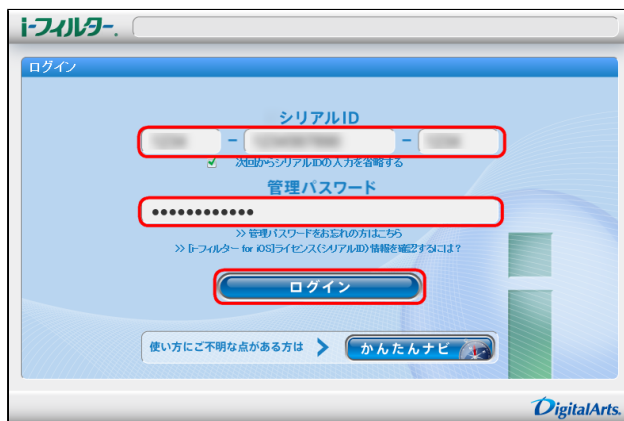 i-フィルター.
ログイン
シリアルID
- -
次回からシリアルIDの入力を省略する
管理パスワード
●●●●●●●●●●●●
>> 管理パスワードをお忘れの方はこちら
>> [i-フィルター for iOS]ライセンス(シリアルID)情報を確認するには？
ログイン
使い方にご不明な点がある方は
かんたんナビ
DigitalArts.